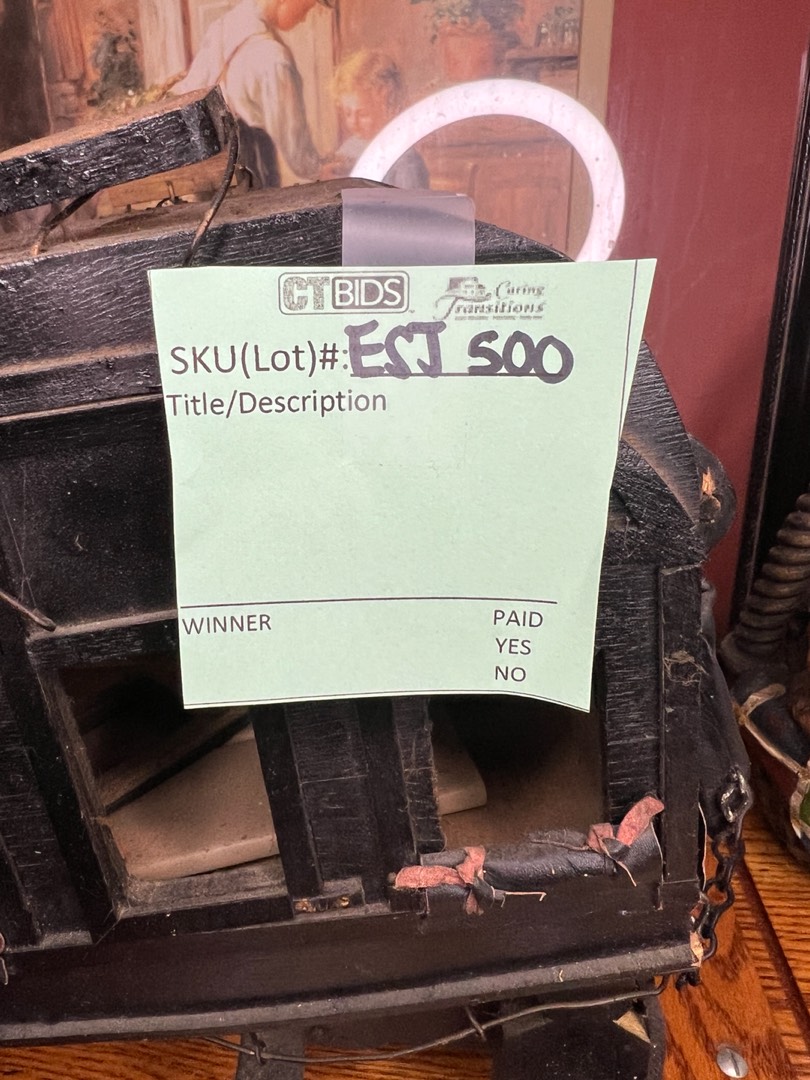 CTBIDS
Caring Transitions
SKU(Lot)#:ESJ 500
Title/Description
WINNER
PAID
YES
NO